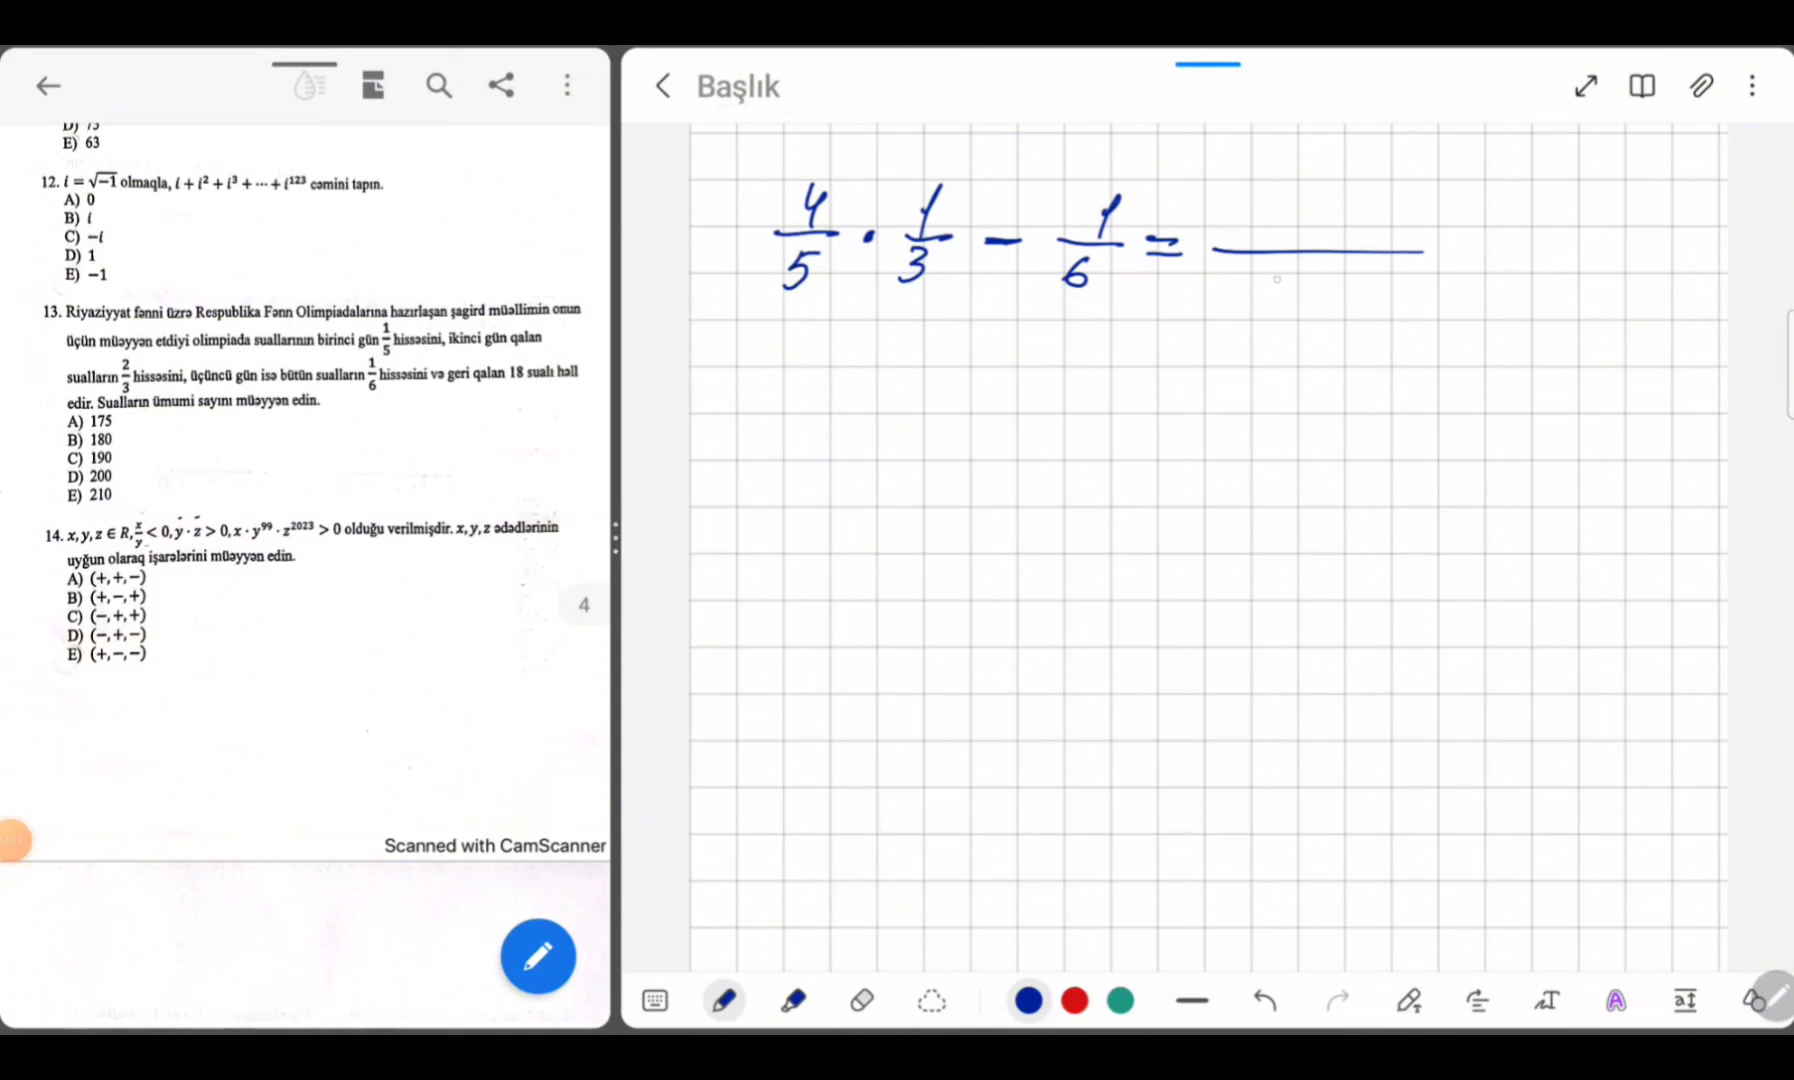 Başlık
D) 73
E) 63
12. i = √−1 olmaqla, i + i² + i³ + ⋯ + i¹²³ cəmini tapın.
A) 0
B) i
C) −i
D) 1
E) −1
13. Riyaziyyat fənni üzrə Respublika Fənn Olimpiadalarına hazırlaşan şagird müəllimin onun
üçün müəyyən etdiyi olimpiada suallarının birinci gün 1/5 hissəsini, ikinci gün qalan
sualların 2/3 hissəsini, üçüncü gün isə bütün sualların 1/6 hissəsini və geri qalan 18 sualı həll
edir. Sualların ümumi sayını müəyyən edin.
A) 175
B) 180
C) 190
D) 200
E) 210
14. x, y, z ∈ R, x/y < 0, y · z > 0, x · y⁹⁹ · z²⁰²³ > 0 olduğu verilmişdir. x, y, z ədədlərinin
uyğun olaraq işarələrini müəyyən edin.
A) (+, +, −)
B) (+, −, +)
C) (−, +, +)
D) (−, +, −)
E) (+, −, −)
4
Scanned with CamScanner
4/5 · 1/3 − 1/6 =